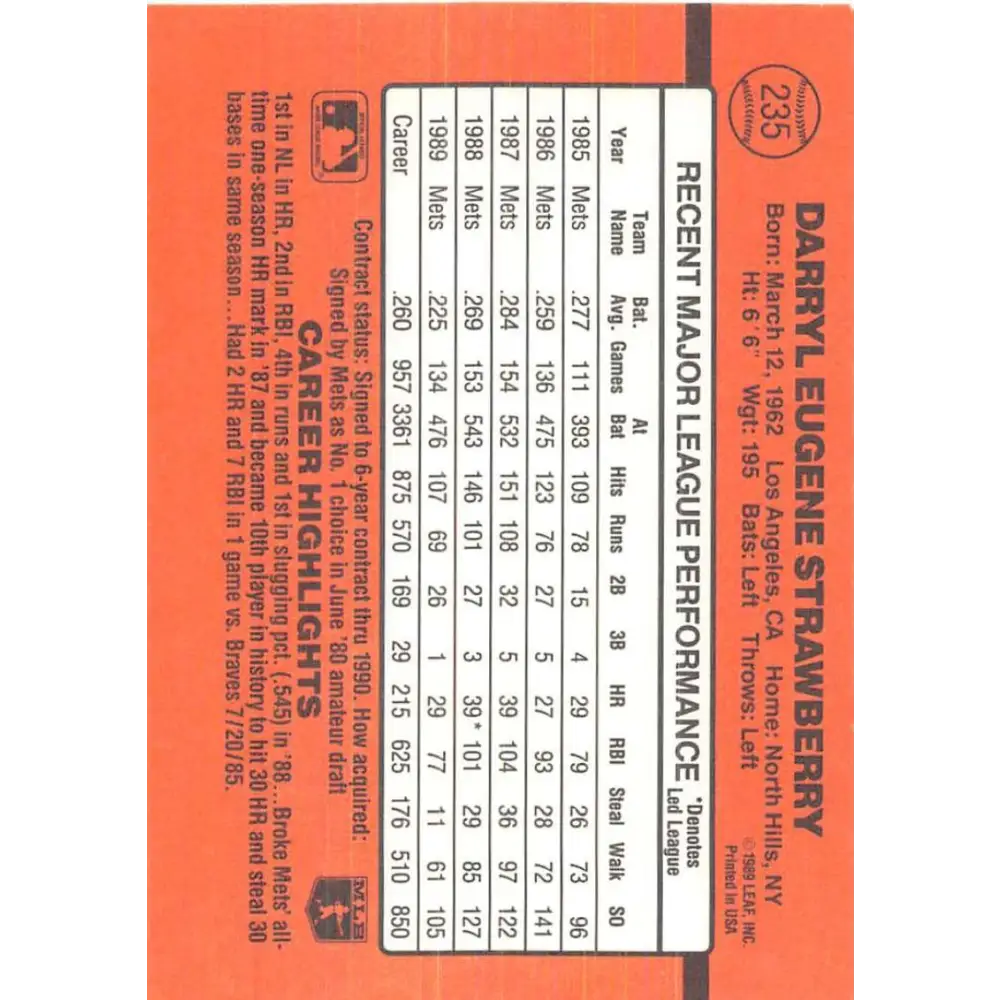 235
DARRYL EUGENE STRAWBERRY
Born: March 12, 1962 Los Angeles, CA Home: North Hills, NY
Ht: 6'6" Wgt: 195 Bats: Left Throws: Left
© 1989 LEAF, INC.
Printed in USA
RECENT MAJOR LEAGUE PERFORMANCE *Denotes
Led League
Year Team Name Bat. Avg. Games At Bat Hits Runs 2B 3B HR RBI Steal Walk SO
1985 Mets .277 111 393 109 78 15 4 29 79 26 73 96
1986 Mets .259 136 475 123 76 27 5 27 93 28 72 141
1987 Mets .284 154 532 151 108 32 5 39 104 36 97 122
1988 Mets .269 153 543 146 101 27 3 39* 101 29 85 127
1989 Mets .225 134 476 107 69 26 1 29 77 11 61 105
Career .260 957 3361 875 570 169 29 215 625 176 510 850
Contract status: Signed to 6-year contract thru 1990. How acquired:
Signed by Mets as No. 1 choice in June '80 amateur draft
MLB
CAREER HIGHLIGHTS
1st in NL in HR, 2nd in RBI, 4th in runs and 1st in slugging pct. (.545) in '88...Broke Mets' all-
time one-season HR mark in '87 and became 10th player in history to hit 30 HR and steal 30
bases in same season...Had 2 HR and 7 RBI in 1 game vs. Braves 7/20/85.